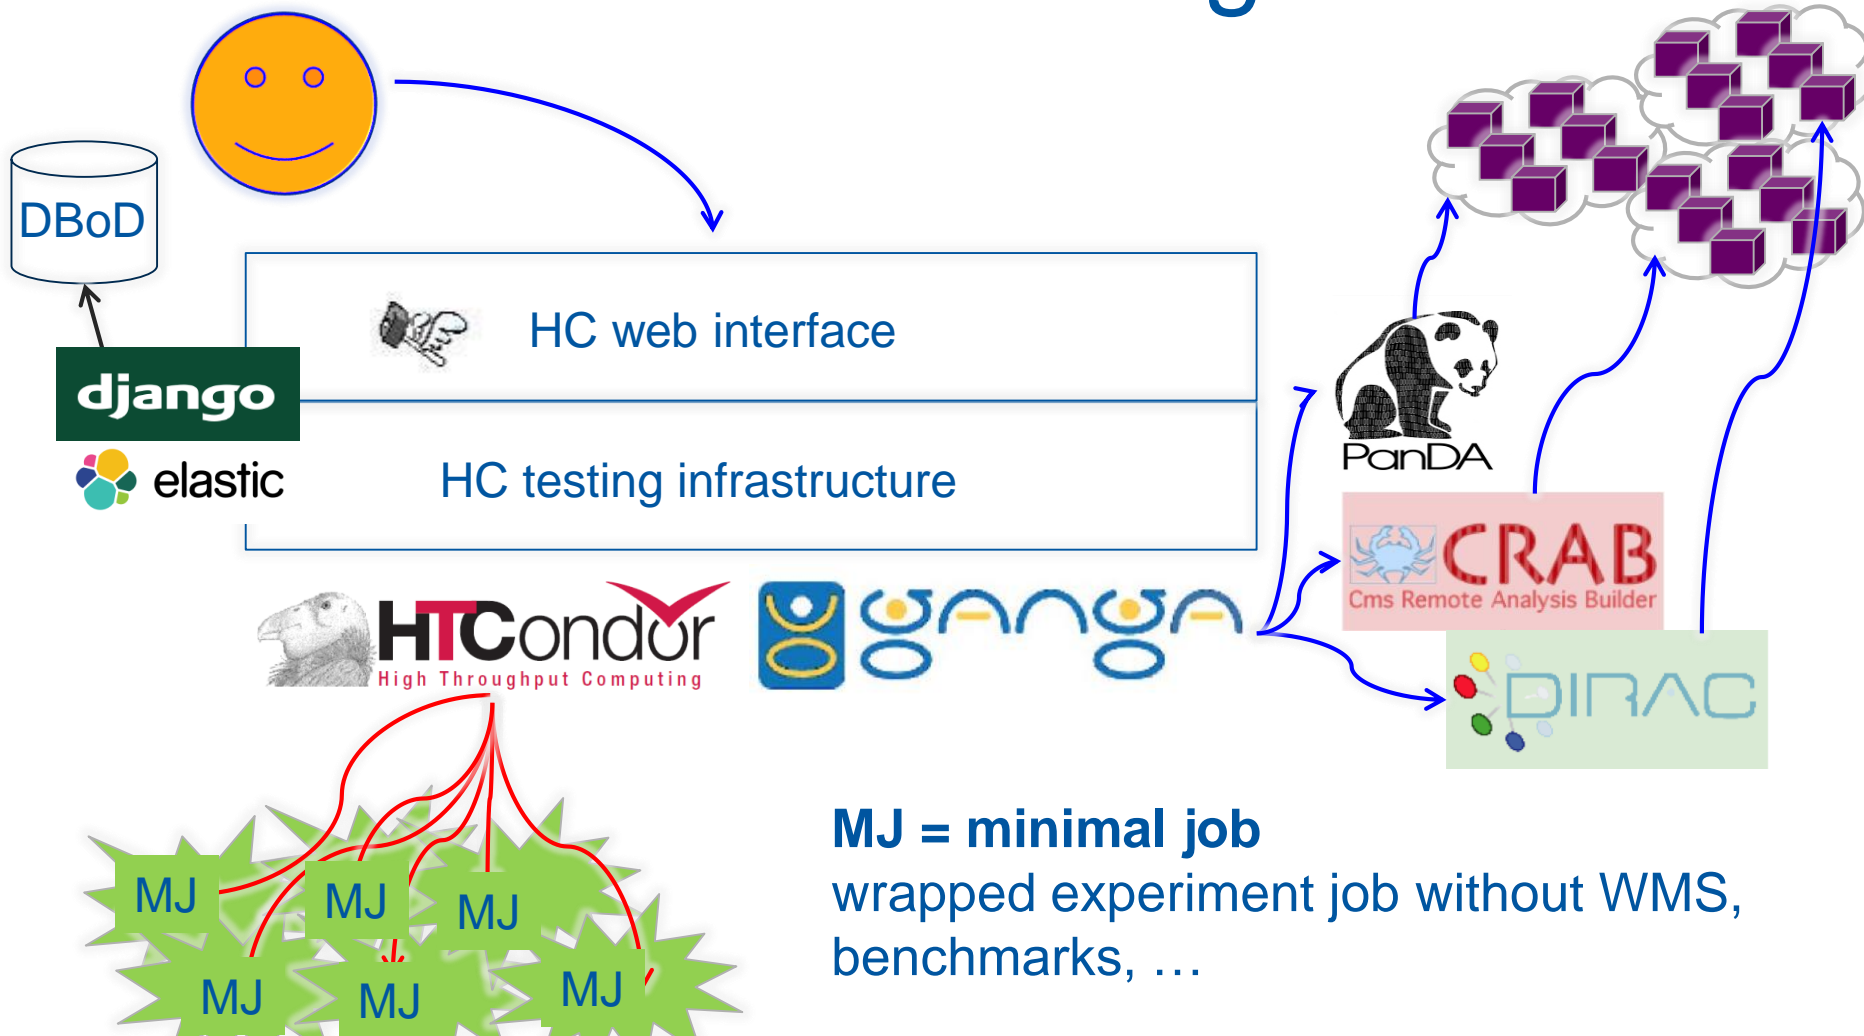 DBoD
HC web interface
django
elastic
HC testing infrastructure
PanDA
CRAB
Cms Remote Analysis Builder
HTCondor
High Throughput Computing
ganga
DIRAC
MJ = minimal job
wrapped experiment job without WMS,
benchmarks, …
MJ
MJ
MJ
MJ
MJ
MJ